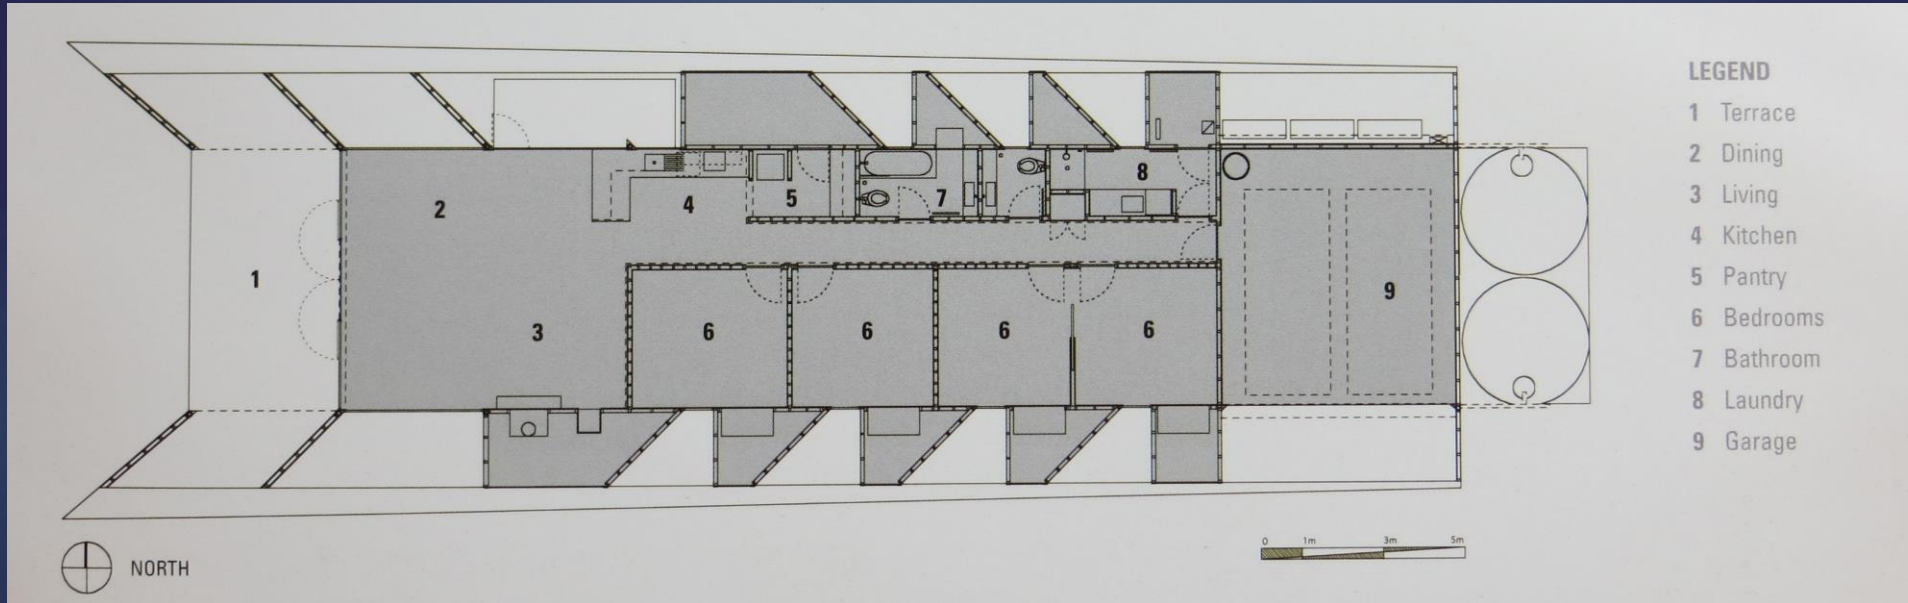 2
4
5
7
8
1
3
6
6
6
6
9
LEGEND
1 Terrace
2 Dining
3 Living
4 Kitchen
5 Pantry
6 Bedrooms
7 Bathroom
8 Laundry
9 Garage
NORTH
0 1m 3m 5m